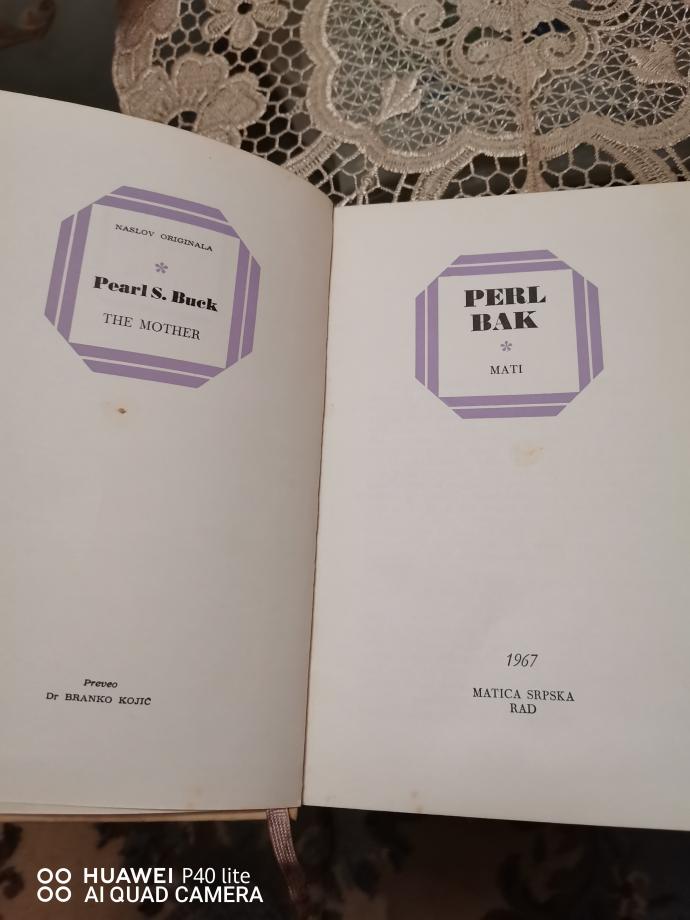 NASLOV ORIGINALA
*
Pearl S. Buck
THE MOTHER
Preveo
Dr BRANKO KOJIĆ
PERL
BAK
*
MATI
1967
MATICA SRPSKA
RAD
HUAWEI P40 lite
AI QUAD CAMERA